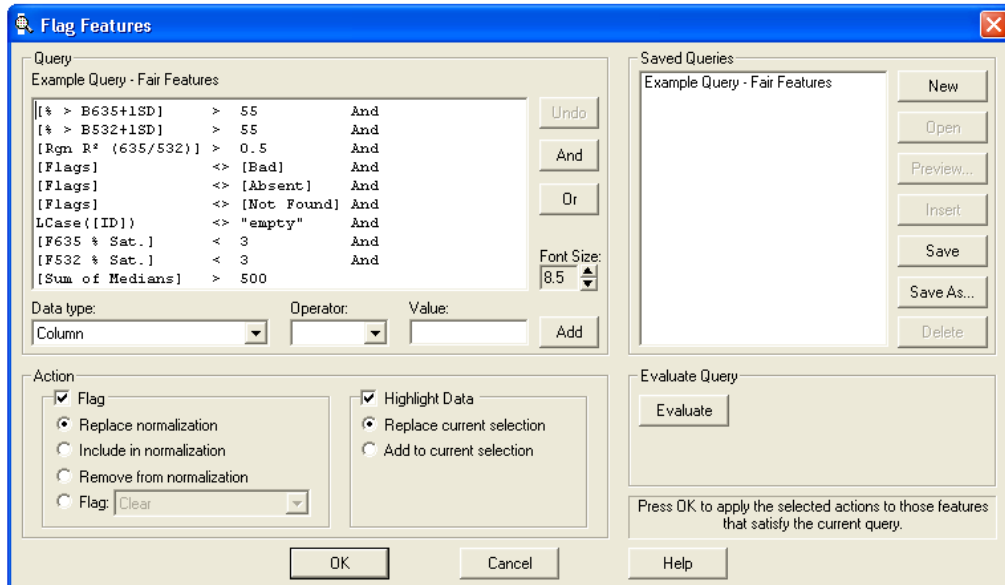 Flag Features
Query
Example Query - Fair Features
[% > B635+1SD] > 55 And
[% > B532+1SD] > 55 And
[Rgn R² (635/532)] > 0.5 And
[Flags] <> [Bad] And
[Flags] <> [Absent] And
[Flags] <> [Not Found] And
LCase([ID]) <> "empty" And
[F635 % Sat.] < 3 And
[F532 % Sat.] < 3 And
[Sum of Medians] > 500
Undo
And
Or
Font Size:
8.5
Data type: Operator: Value:
Column
Add
Saved Queries
Example Query - Fair Features
New
Open
Preview...
Insert
Save
Save As...
Delete
Action
Flag
Replace normalization
Include in normalization
Remove from normalization
Flag: Clear
Highlight Data
Replace current selection
Add to current selection
Evaluate Query
Evaluate
Press OK to apply the selected actions to those features
that satisfy the current query.
OK
Cancel
Help